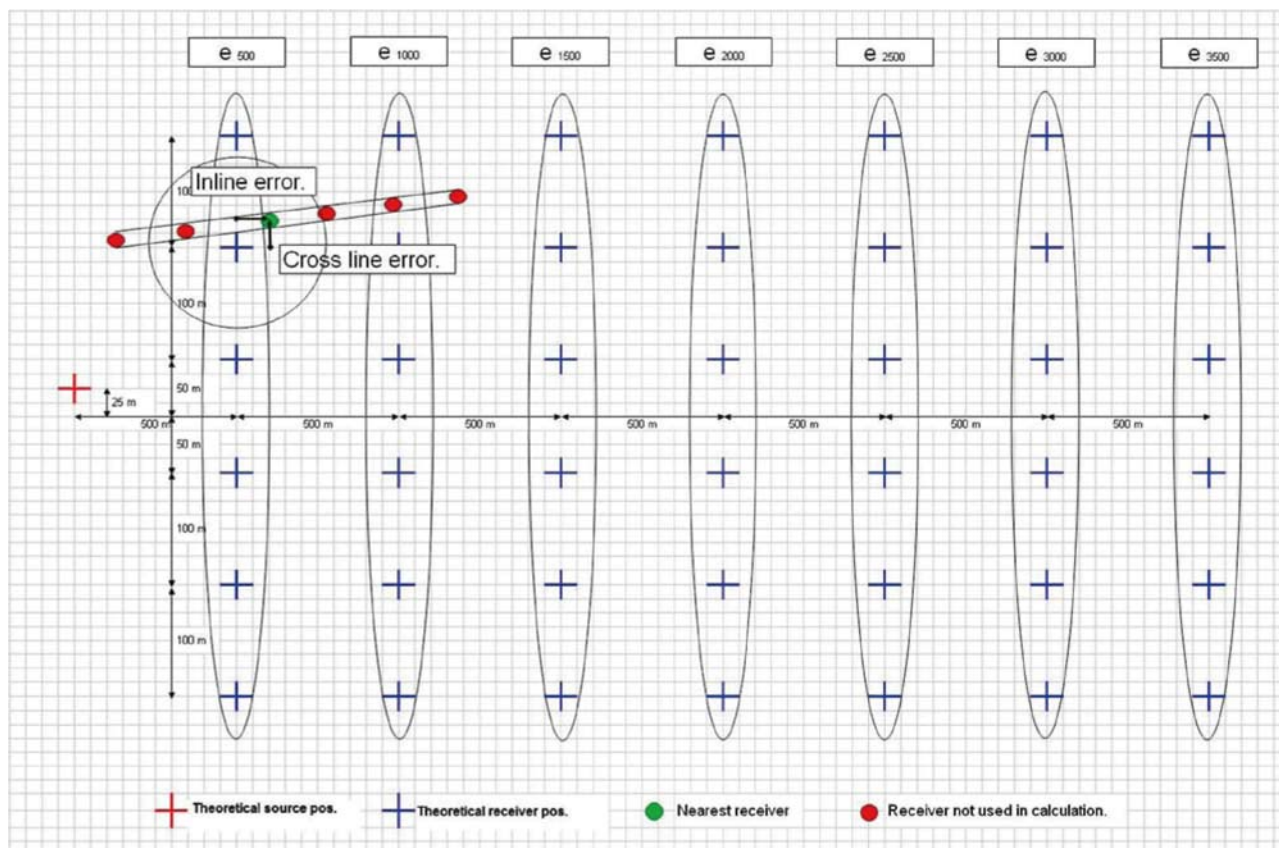 e 500 e 1000 e 1500 e 2000 e 2500 e 3000 e 3500
Inline error.
Cross line error.
100 m
50 m
25 m
500 m 500 m 500 m 500 m 500 m 500 m 500 m
50 m
100 m
100 m
Theoretical source pos. Theoretical receiver pos. Nearest receiver Receiver not used in calculation.